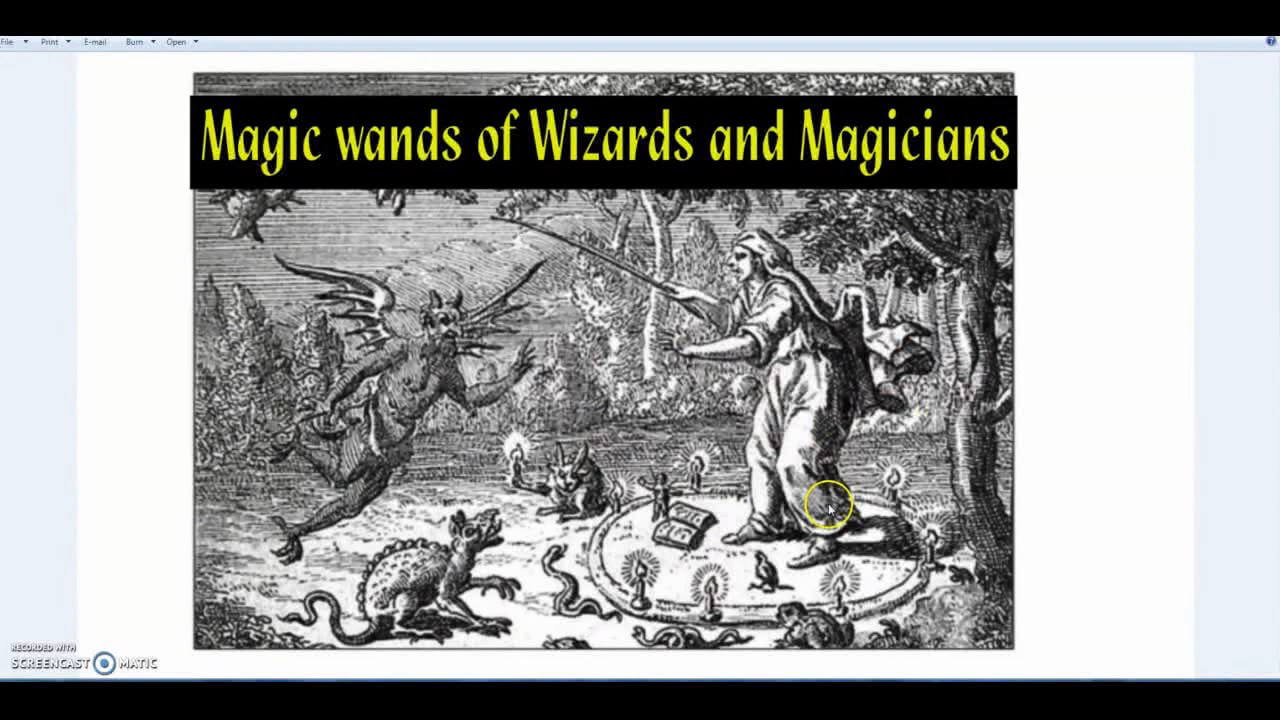 File Print E-mail Burn Open
Magic wands of Wizards and Magicians
RECORDED WITH
SCREENCAST MATIC